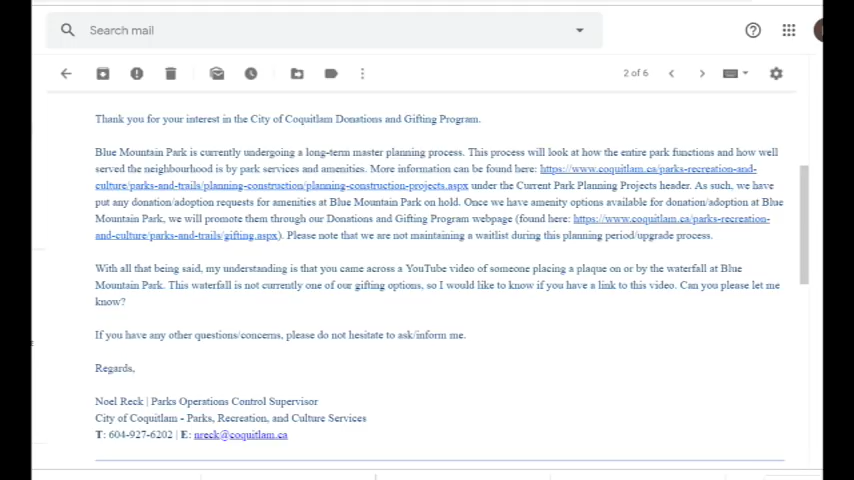 Search mail
2 of 6
Thank you for your interest in the City of Coquitlam Donations and Gifting Program.
Blue Mountain Park is currently undergoing a long-term master planning process. This process will look at how the entire park functions and how well
served the neighbourhood is by park services and amenities. More information can be found here: https://www.coquitlam.ca/parks-recreation-and-
culture/parks-and-trails/planning-construction/planning-construction-projects.aspx under the Current Park Planning Projects header. As such, we have
put any donation/adoption requests for amenities at Blue Mountain Park on hold. Once we have amenity options available for donation/adoption at Blue
Mountain Park, we will promote them through our Donations and Gifting Program webpage (found here: https://www.coquitlam.ca/parks-recreation-
and-culture/parks-and-trails/gifting.aspx). Please note that we are not maintaining a waitlist during this planning period/upgrade process.
With all that being said, my understanding is that you came across a YouTube video of someone placing a plaque on or by the waterfall at Blue
Mountain Park. This waterfall is not currently one of our gifting options, so I would like to know if you have a link to this video. Can you please let me
know?
If you have any other questions/concerns, please do not hesitate to ask/inform me.
Regards,
Noel Reck | Parks Operations Control Supervisor
City of Coquitlam - Parks, Recreation, and Culture Services
T: 604-927-6202 | E: nreck@coquitlam.ca